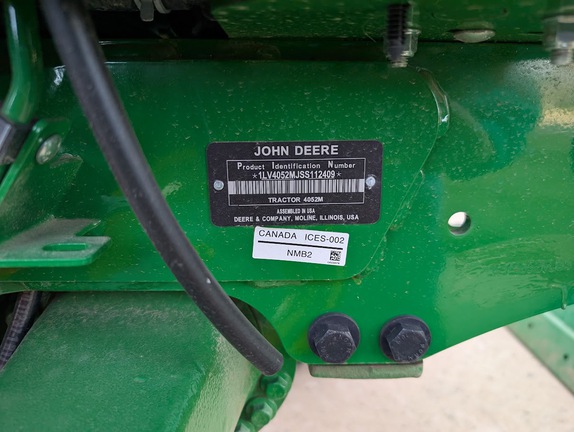 JOHN DEERE
Product Identification Number
*1LV4052MJSS112409*
TRACTOR 4052M
ASSEMBLED IN USA
DEERE & COMPANY, MOLINE, ILLINOIS, USA
CANADA ICES-002
NMB2